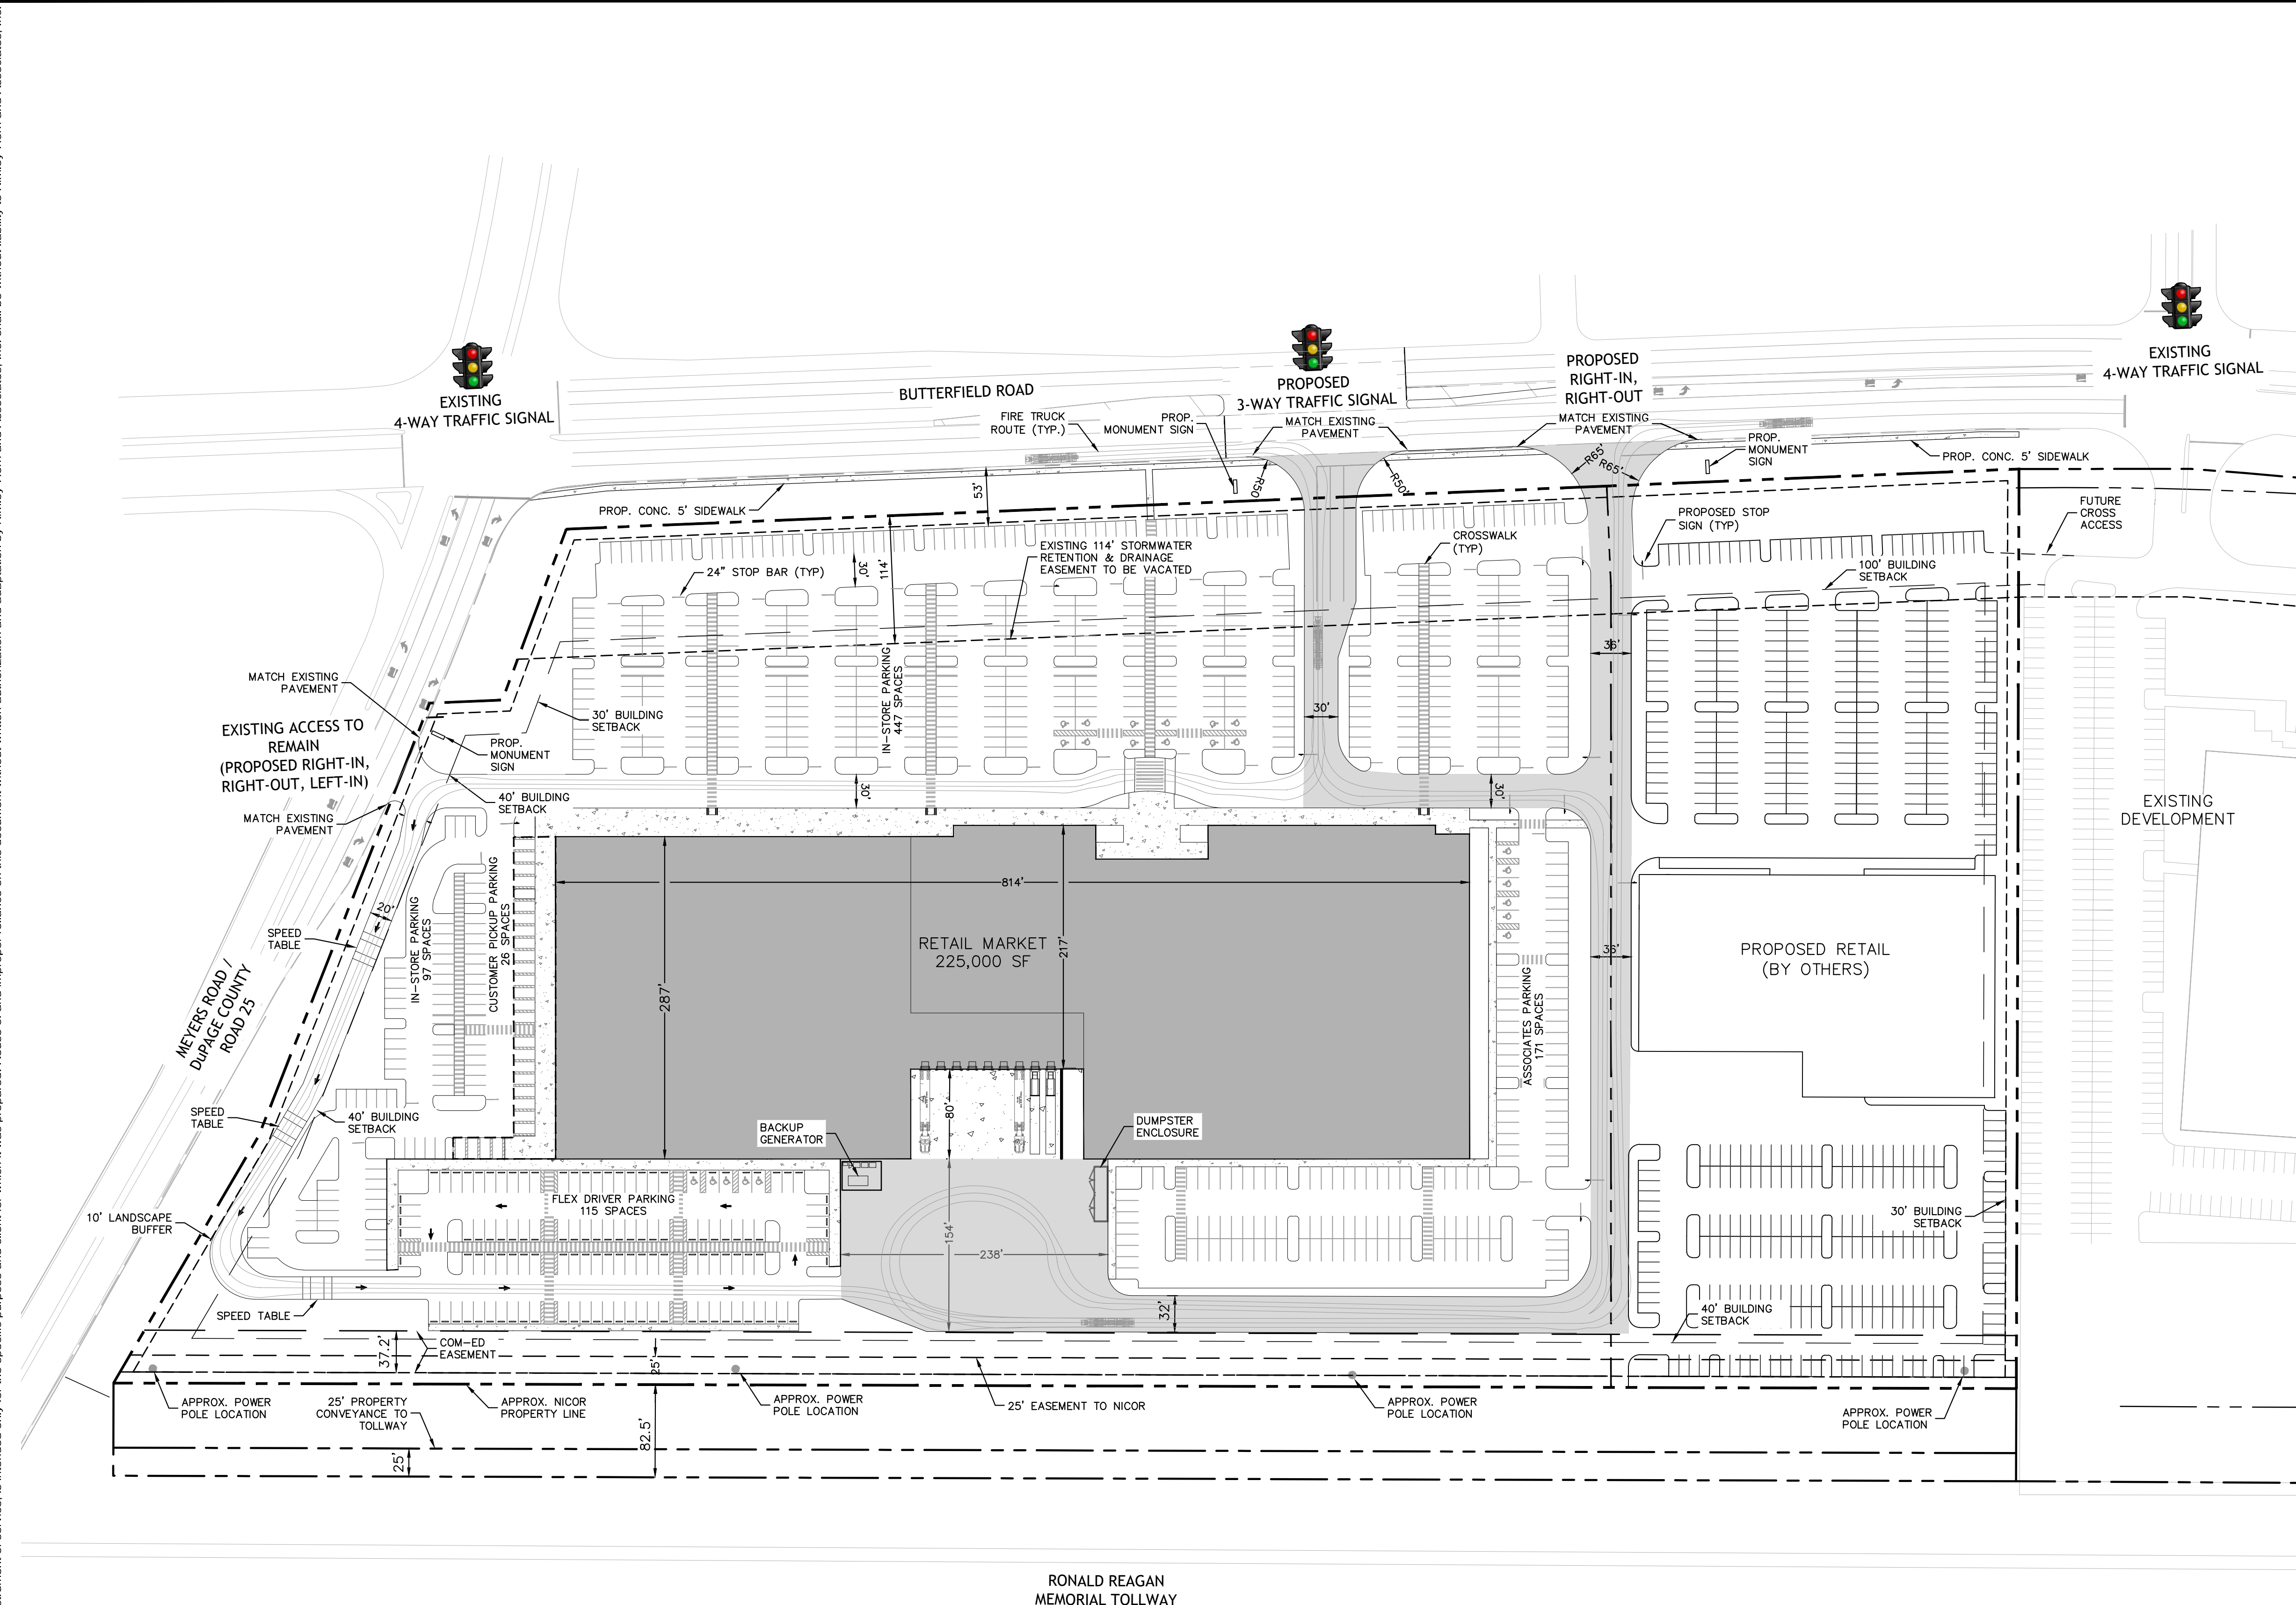 EXISTING
4-WAY TRAFFIC SIGNAL
BUTTERFIELD ROAD
PROPOSED
3-WAY TRAFFIC SIGNAL
PROPOSED
RIGHT-IN,
RIGHT-OUT
EXISTING
4-WAY TRAFFIC SIGNAL
FIRE TRUCK
ROUTE (TYP.)
PROP.
MONUMENT SIGN
MATCH EXISTING
PAVEMENT
MATCH EXISTING
PAVEMENT
PROP.
MONUMENT
SIGN
PROP. CONC. 5' SIDEWALK
R50
R50'
R65'
R65'
53'
PROP. CONC. 5' SIDEWALK
PROPOSED STOP
SIGN (TYP)
FUTURE
CROSS
ACCESS
24" STOP BAR (TYP)
30'
114'
EXISTING 114' STORMWATER
RETENTION & DRAINAGE
EASEMENT TO BE VACATED
CROSSWALK
(TYP)
100' BUILDING
SETBACK
36'
MATCH EXISTING
PAVEMENT
EXISTING ACCESS TO
REMAIN
(PROPOSED RIGHT-IN,
RIGHT-OUT, LEFT-IN)
MATCH EXISTING
PAVEMENT
PROP.
MONUMENT
SIGN
30' BUILDING
SETBACK
40' BUILDING
SETBACK
IN-STORE PARKING
447 SPACES
30'
30'
30'
EXISTING
DEVELOPMENT
20'
SPEED
TABLE
IN-STORE PARKING
97 SPACES
CUSTOMER PICKUP PARKING
26 SPACES
814'
287'
217'
RETAIL MARKET
225,000 SF
36'
PROPOSED RETAIL
(BY OTHERS)
ASSOCIATES PARKING
171 SPACES
MEYERS ROAD /
DuPAGE COUNTY
ROAD 25
SPEED
TABLE
40' BUILDING
SETBACK
BACKUP
GENERATOR
80'
DUMPSTER
ENCLOSURE
FLEX DRIVER PARKING
115 SPACES
10' LANDSCAPE
BUFFER
154'
238'
30' BUILDING
SETBACK
SPEED TABLE
32'
40' BUILDING
SETBACK
37.2'
COM-ED
EASEMENT
25'
APPROX. POWER
POLE LOCATION
25' PROPERTY
CONVEYANCE TO
TOLLWAY
APPROX. NICOR
PROPERTY LINE
82.5'
APPROX. POWER
POLE LOCATION
25' EASEMENT TO NICOR
APPROX. POWER
POLE LOCATION
APPROX. POWER
POLE LOCATION
25'
RONALD REAGAN
MEMORIAL TOLLWAY